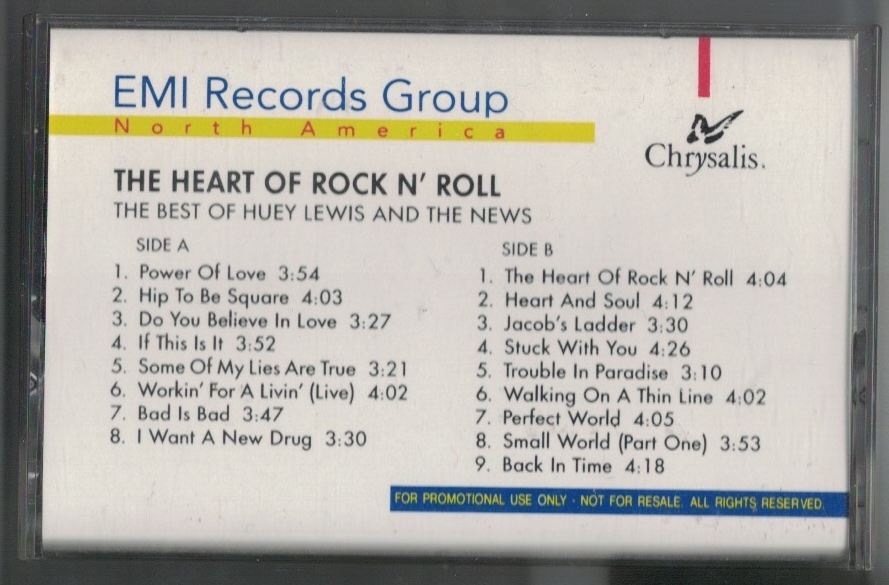 EMI Records Group
North America
Chrysalis.
THE HEART OF ROCK N' ROLL
THE BEST OF HUEY LEWIS AND THE NEWS
SIDE A
1. Power Of Love 3:54
2. Hip To Be Square 4:03
3. Do You Believe In Love 3:27
4. If This Is It 3:52
5. Some Of My Lies Are True 3:21
6. Workin' For A Livin' (Live) 4:02
7. Bad Is Bad 3:47
8. I Want A New Drug 3:30
SIDE B
1. The Heart Of Rock N' Roll 4:04
2. Heart And Soul 4:12
3. Jacob's Ladder 3:30
4. Stuck With You 4:26
5. Trouble In Paradise 3:10
6. Walking On A Thin Line 4:02
7. Perfect World 4:05
8. Small World (Part One) 3:53
9. Back In Time 4:18
FOR PROMOTIONAL USE ONLY · NOT FOR RESALE. ALL RIGHTS RESERVED.